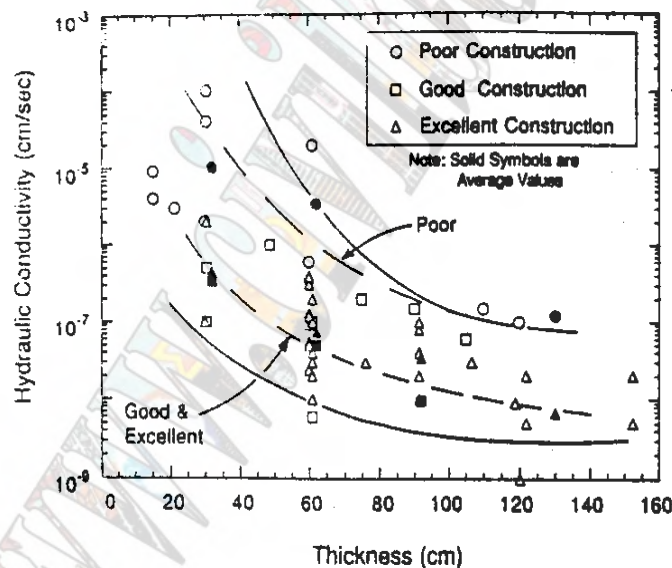 10⁻³
10⁻⁵
10⁻⁷
10⁻⁹
Hydraulic Conductivity (cm/sec)
Poor Construction
Good Construction
Excellent Construction
Note: Solid Symbols are
Average Values
Poor
Good &
Excellent
0 20 40 60 80 100 120 140 160
Thickness (cm)